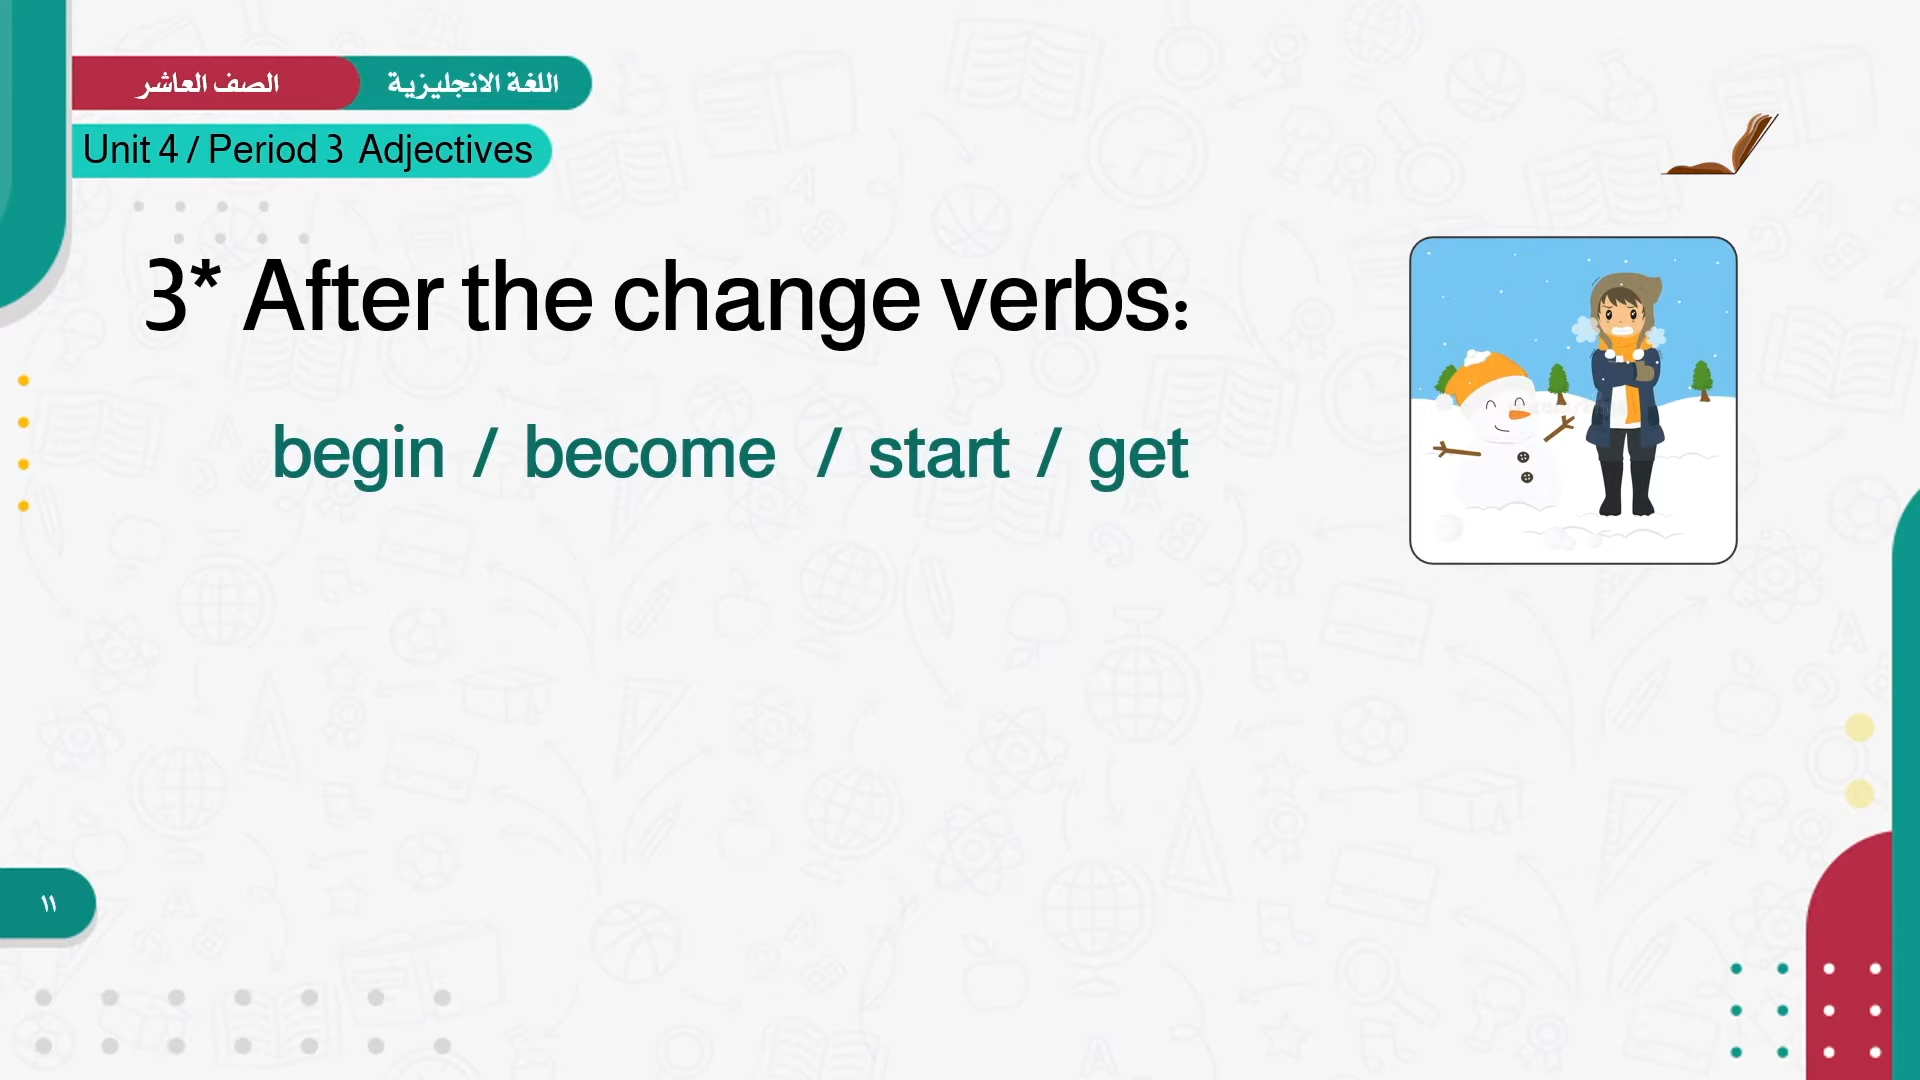 اللغة الانجليزية
الصف العاشر
Unit 4 / Period 3 Adjectives
3* After the change verbs:
begin / become / start / get
١١